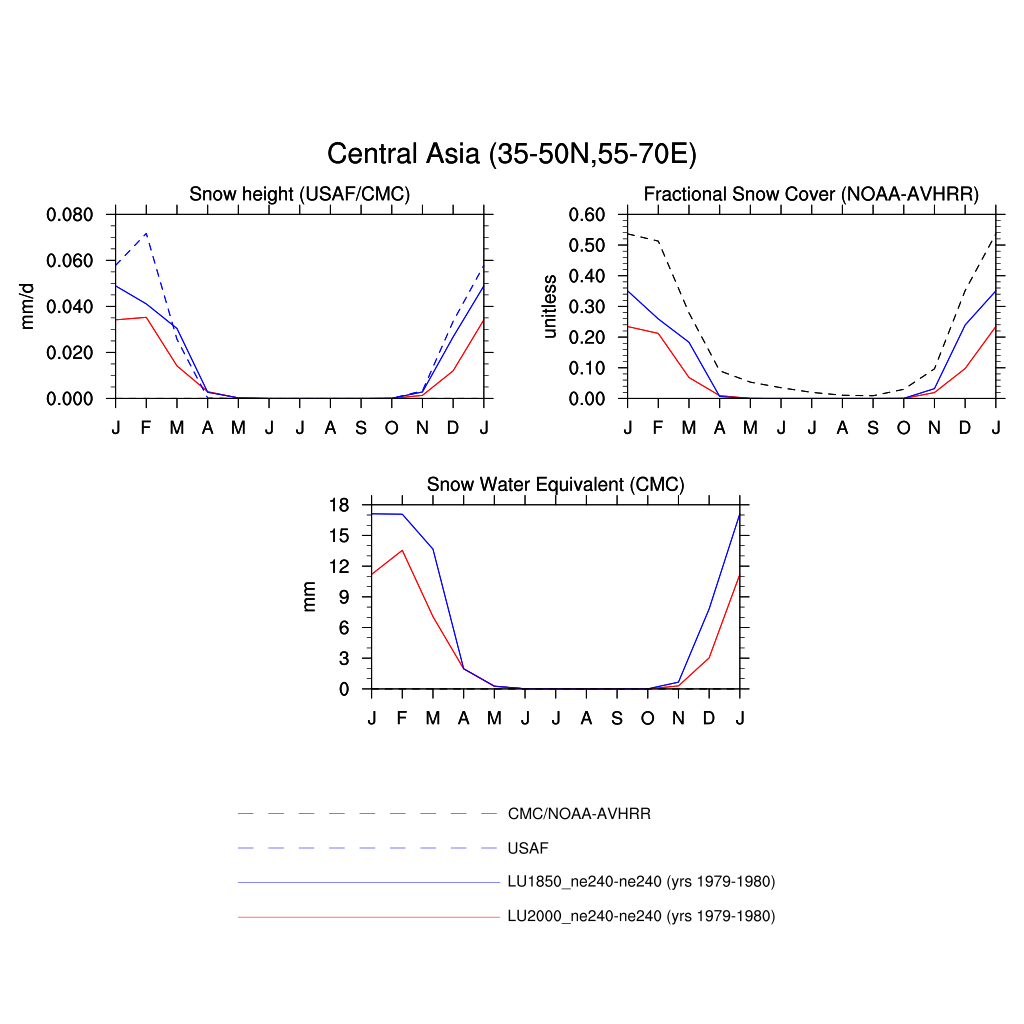 Central Asia (35-50N,55-70E)
Snow height (USAF/CMC)
mm/d
0.080
0.060
0.040
0.020
0.000
J F M A M J J A S O N D J
Fractional Snow Cover (NOAA-AVHRR)
unitless
0.60
0.50
0.40
0.30
0.20
0.10
0.00
J F M A M J J A S O N D J
Snow Water Equivalent (CMC)
mm
18
15
12
9
6
3
0
J F M A M J J A S O N D J
CMC/NOAA-AVHRR
USAF
LU1850_ne240-ne240 (yrs 1979-1980)
LU2000_ne240-ne240 (yrs 1979-1980)